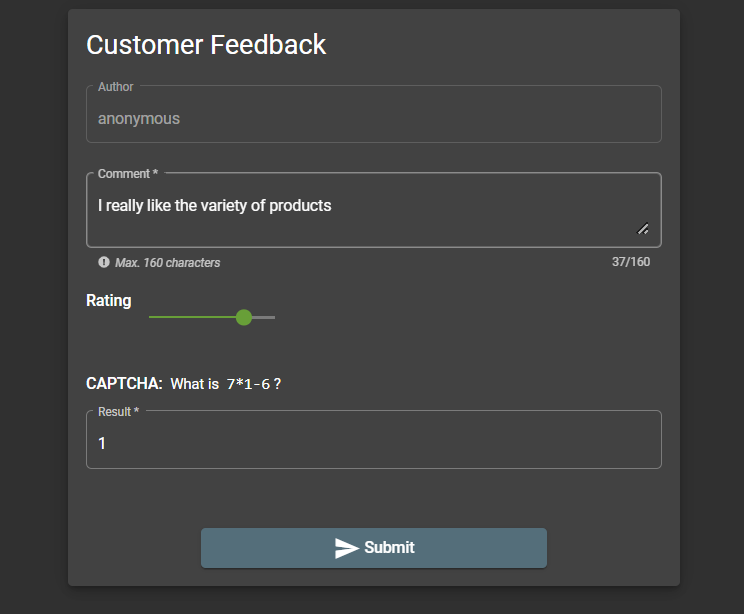 Customer Feedback
Author
anonymous
Comment *
I really like the variety of products
Max. 160 characters 37/160
Rating
CAPTCHA: What is 7*1-6 ?
Result *
1
Submit